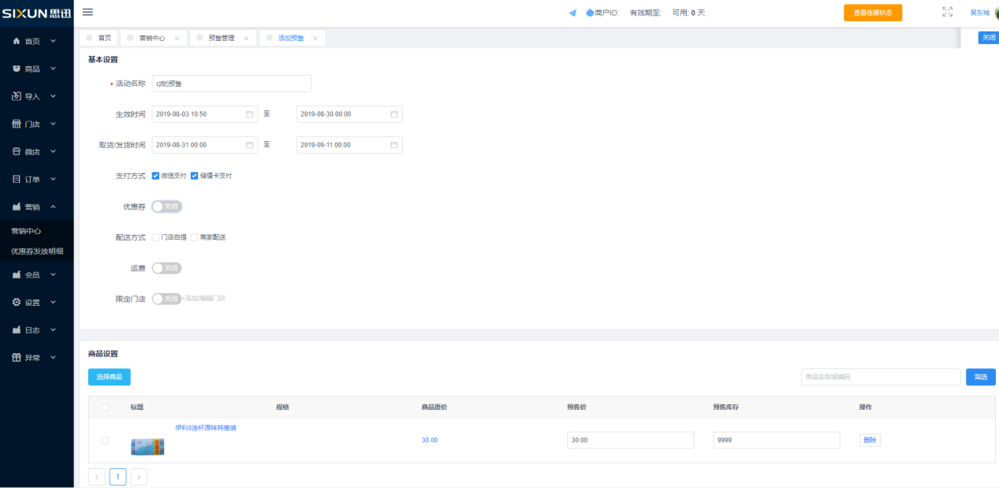 SIXUN思迅
商户ID: 有效期至: 可用: 0 天
查看连接状态
吴东城
首页
商品
导入
门店
微店
订单
营销
营销中心
优惠券发放明细
会员
设置
日志
异常
首页 营销中心 × 预售管理 × 添加预售 ×
关闭
基本设置
* 活动名称 cjf的预售
生效时间 2019-08-03 10:50 至 2019-08-30 00:00
取货/发货时间 2019-08-31 00:00 至 2019-09-11 00:00
支付方式 微信支付 储值卡支付
优惠券 关闭
配送方式 门店自提 商家配送
运费 关闭
限定门店 关闭 +添加/编辑门店
商品设置
选择商品 商品名称或编码 筛选
标题 规格 商品原价 预售价 预售库存 操作
伊利8连杯原味特惠装
30.00 30.00 9999 删除
< 1 >